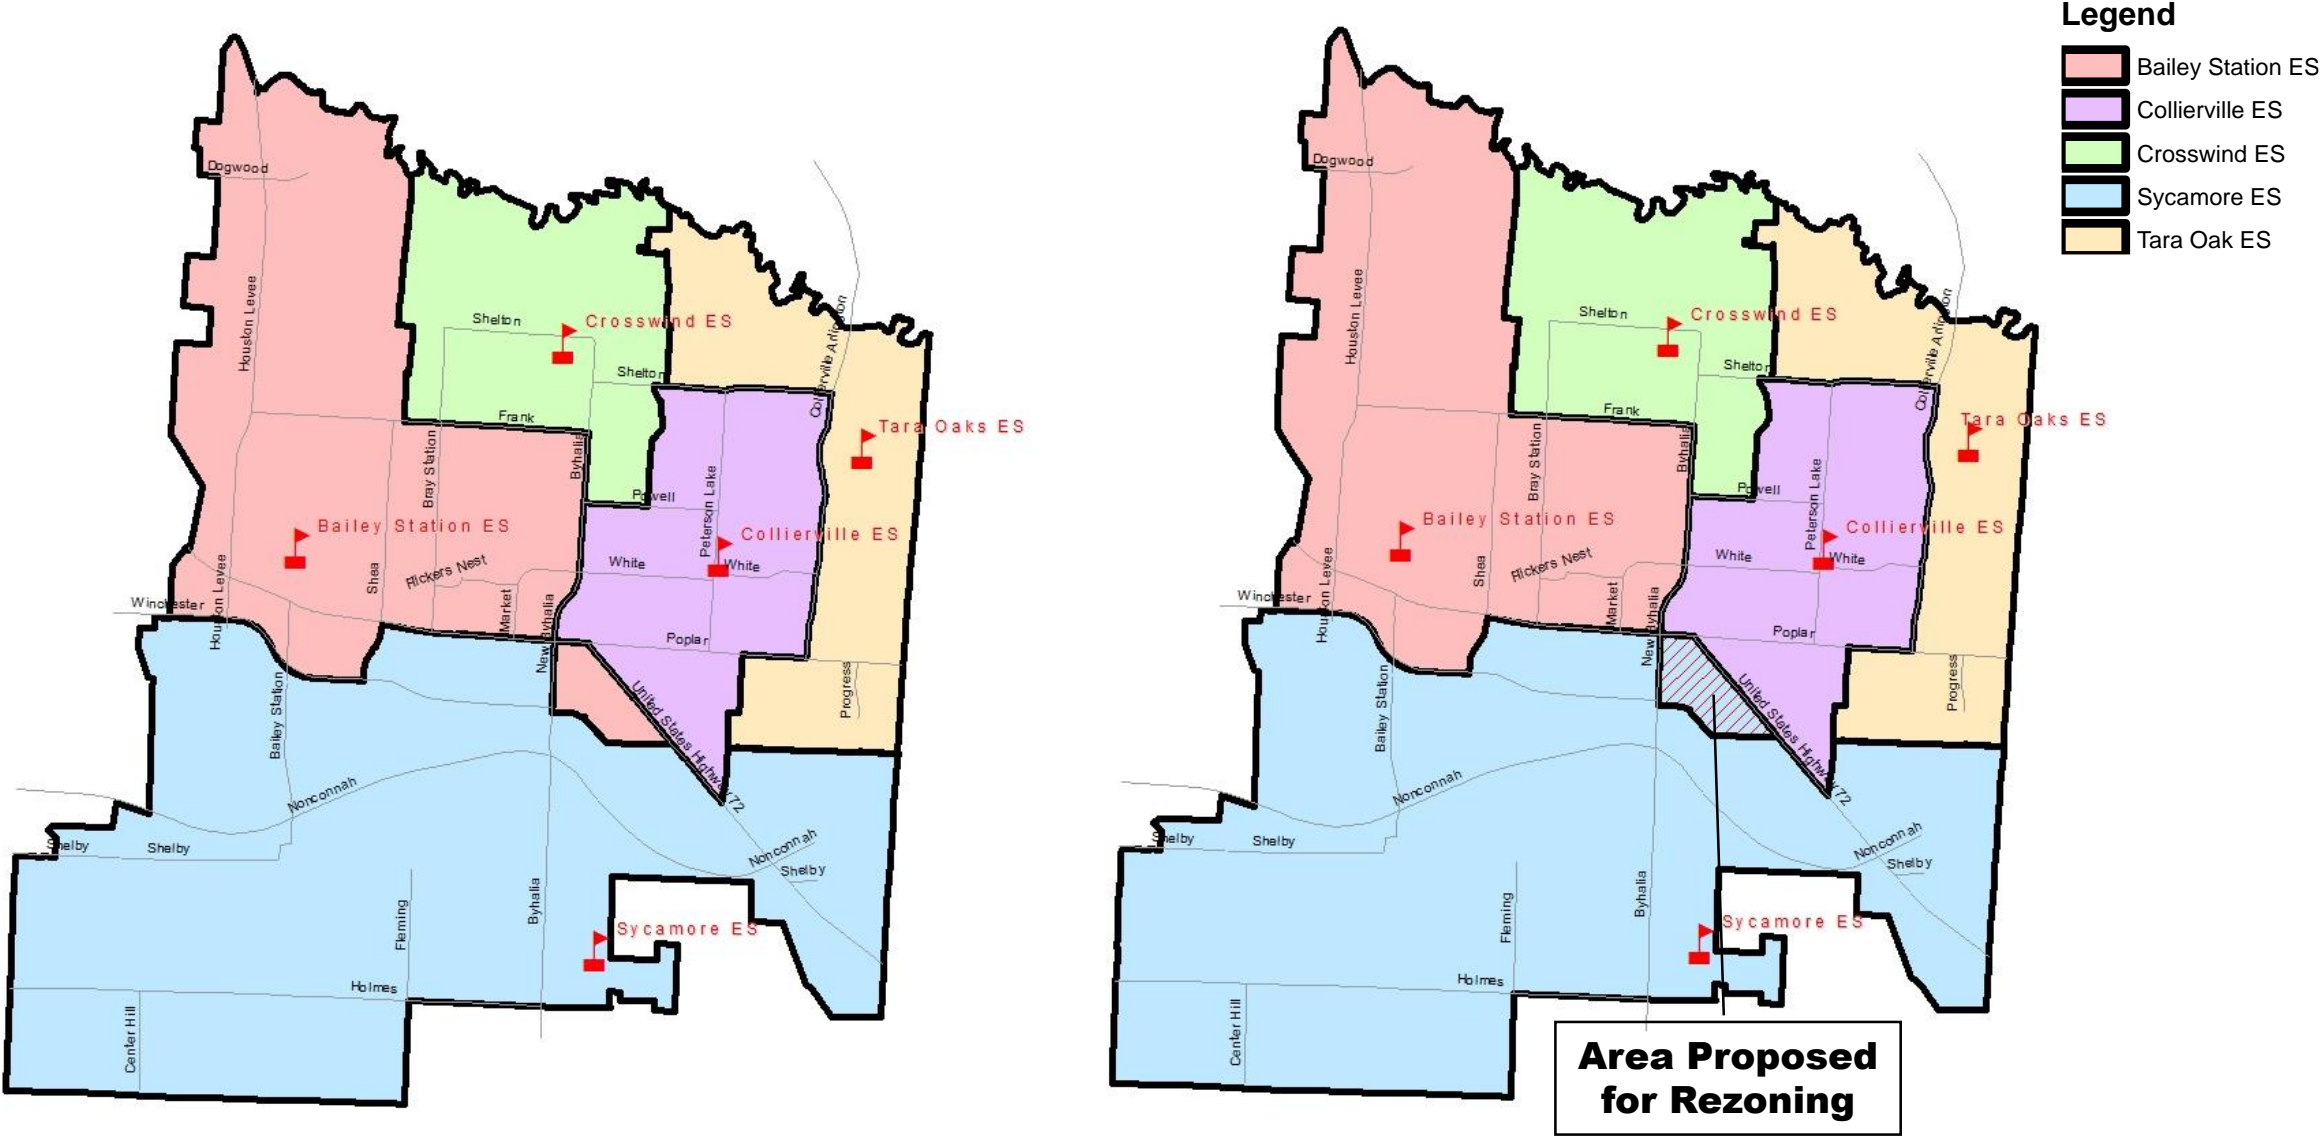 Legend
Bailey Station ES
Collierville ES
Crosswind ES
Sycamore ES
Tara Oak ES
Dogwood
Houston Levee
Shelton
Crosswind ES
Shelton
Collierville Arlington
Frank
Tara Oaks ES
Byhalia
Bray Station
Powell
Peterson Lake
Bailey Station ES
Collierville ES
White
White
Shea
Flickers Nest
Market
Houston Levee
Winchester
New Byhalia
Poplar
Bailey Station
United States Highway 72
Progress
Nonconnah
Nonconnah
Shelby
Shelby
Shelby
Byhalia
Fleming
Sycamore ES
Holmes
Center Hill
Dogwood
Houston Levee
Shelton
Crosswind ES
Shelton
Collierville Arlington
Frank
Tara Oaks ES
Byhalia
Bray Station
Powell
Peterson Lake
Bailey Station ES
Collierville ES
White
White
Shea
Flickers Nest
Market
Houston Levee
Winchester
New Byhalia
Poplar
Bailey Station
United States Highway 72
Progress
Nonconnah
Nonconnah
Shelby
Shelby
Shelby
Byhalia
Fleming
Sycamore ES
Holmes
Center Hill
Area Proposed
for Rezoning